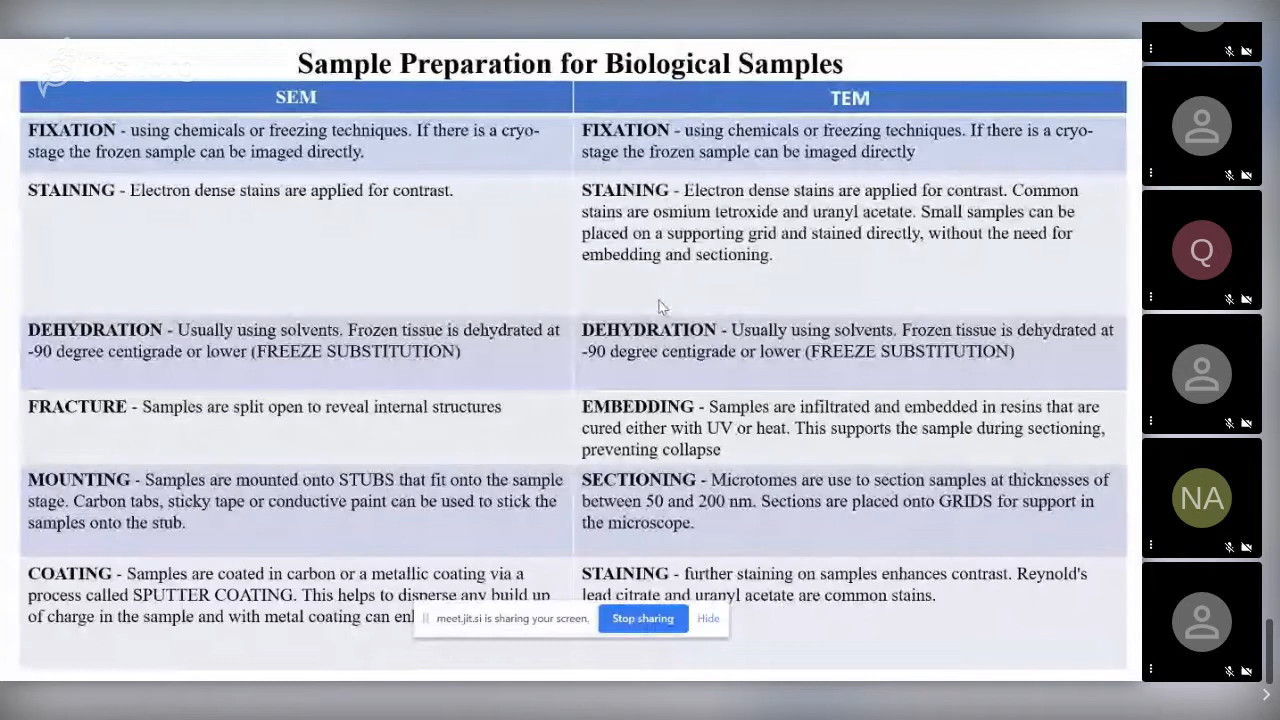 Sample Preparation for Biological Samples
SEM
TEM
FIXATION - using chemicals or freezing techniques. If there is a cryo-
stage the frozen sample can be imaged directly.
FIXATION - using chemicals or freezing techniques. If there is a cryo-
stage the frozen sample can be imaged directly
STAINING - Electron dense stains are applied for contrast.
STAINING - Electron dense stains are applied for contrast. Common
stains are osmium tetroxide and uranyl acetate. Small samples can be
placed on a supporting grid and stained directly, without the need for
embedding and sectioning.
DEHYDRATION - Usually using solvents. Frozen tissue is dehydrated at
-90 degree centigrade or lower (FREEZE SUBSTITUTION)
DEHYDRATION - Usually using solvents. Frozen tissue is dehydrated at
-90 degree centigrade or lower (FREEZE SUBSTITUTION)
FRACTURE - Samples are split open to reveal internal structures
EMBEDDING - Samples are infiltrated and embedded in resins that are
cured either with UV or heat. This supports the sample during sectioning,
preventing collapse
MOUNTING - Samples are mounted onto STUBS that fit onto the sample
stage. Carbon tabs, sticky tape or conductive paint can be used to stick the
samples onto the stub.
SECTIONING - Microtomes are use to section samples at thicknesses of
between 50 and 200 nm. Sections are placed onto GRIDS for support in
the microscope.
COATING - Samples are coated in carbon or a metallic coating via a
process called SPUTTER COATING. This helps to disperse any build up
of charge in the sample and with metal coating can
STAINING - further staining on samples enhances contrast. Reynold's
lead citrate and uranyl acetate are common stains.
meet.jit.si is sharing your screen.
Stop sharing
Hide
Q
NA